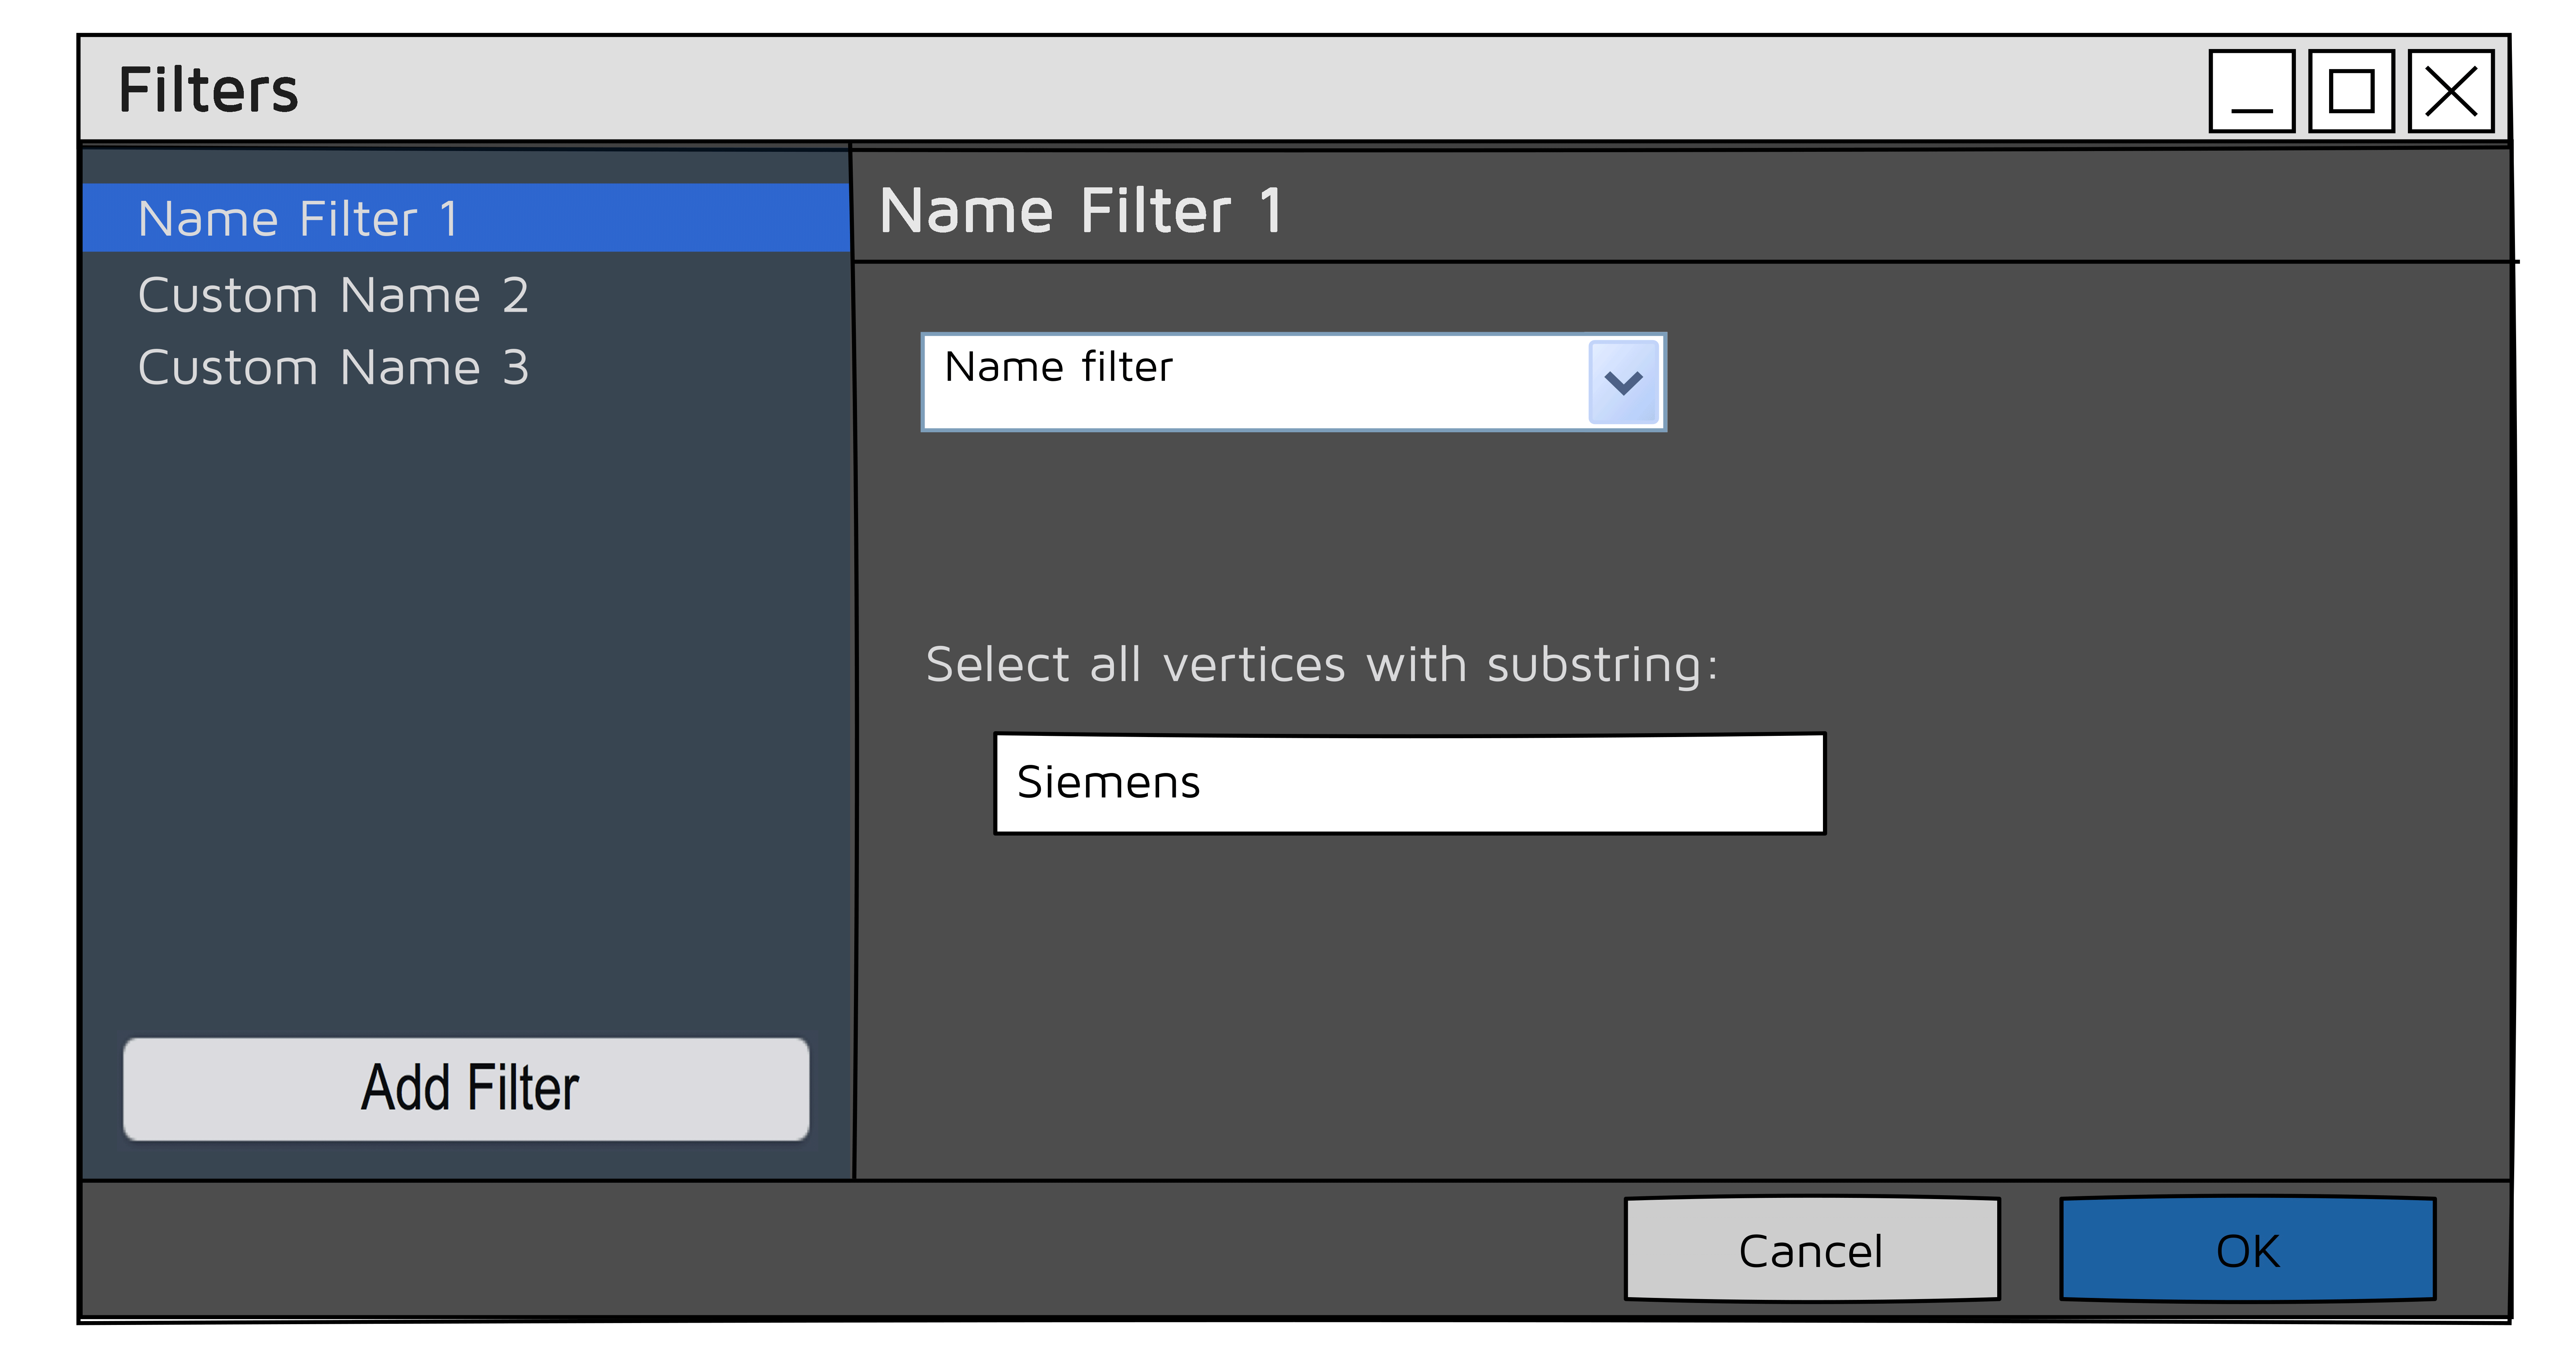 Filters
Name Filter 1
Custom Name 2
Custom Name 3
Add Filter
Name Filter 1
Name filter
Select all vertices with substring:
Siemens
Cancel
OK